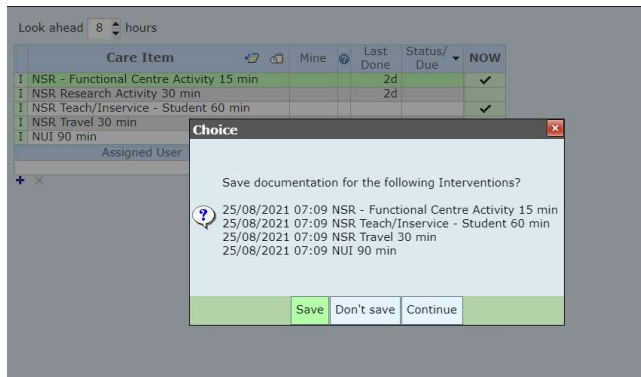 Look ahead 8 hours
Care Item Mine Last Done Status/ Due NOW
I NSR - Functional Centre Activity 15 min 2d
I NSR Research Activity 30 min 2d
I NSR Teach/Inservice - Student 60 min
I NSR Travel 30 min
I NUI 90 min
Assigned User
Choice
Save documentation for the following Interventions?
25/08/2021 07:09 NSR - Functional Centre Activity 15 min
25/08/2021 07:09 NSR Teach/Inservice - Student 60 min
25/08/2021 07:09 NSR Travel 30 min
25/08/2021 07:09 NUI 90 min
Save Don't save Continue